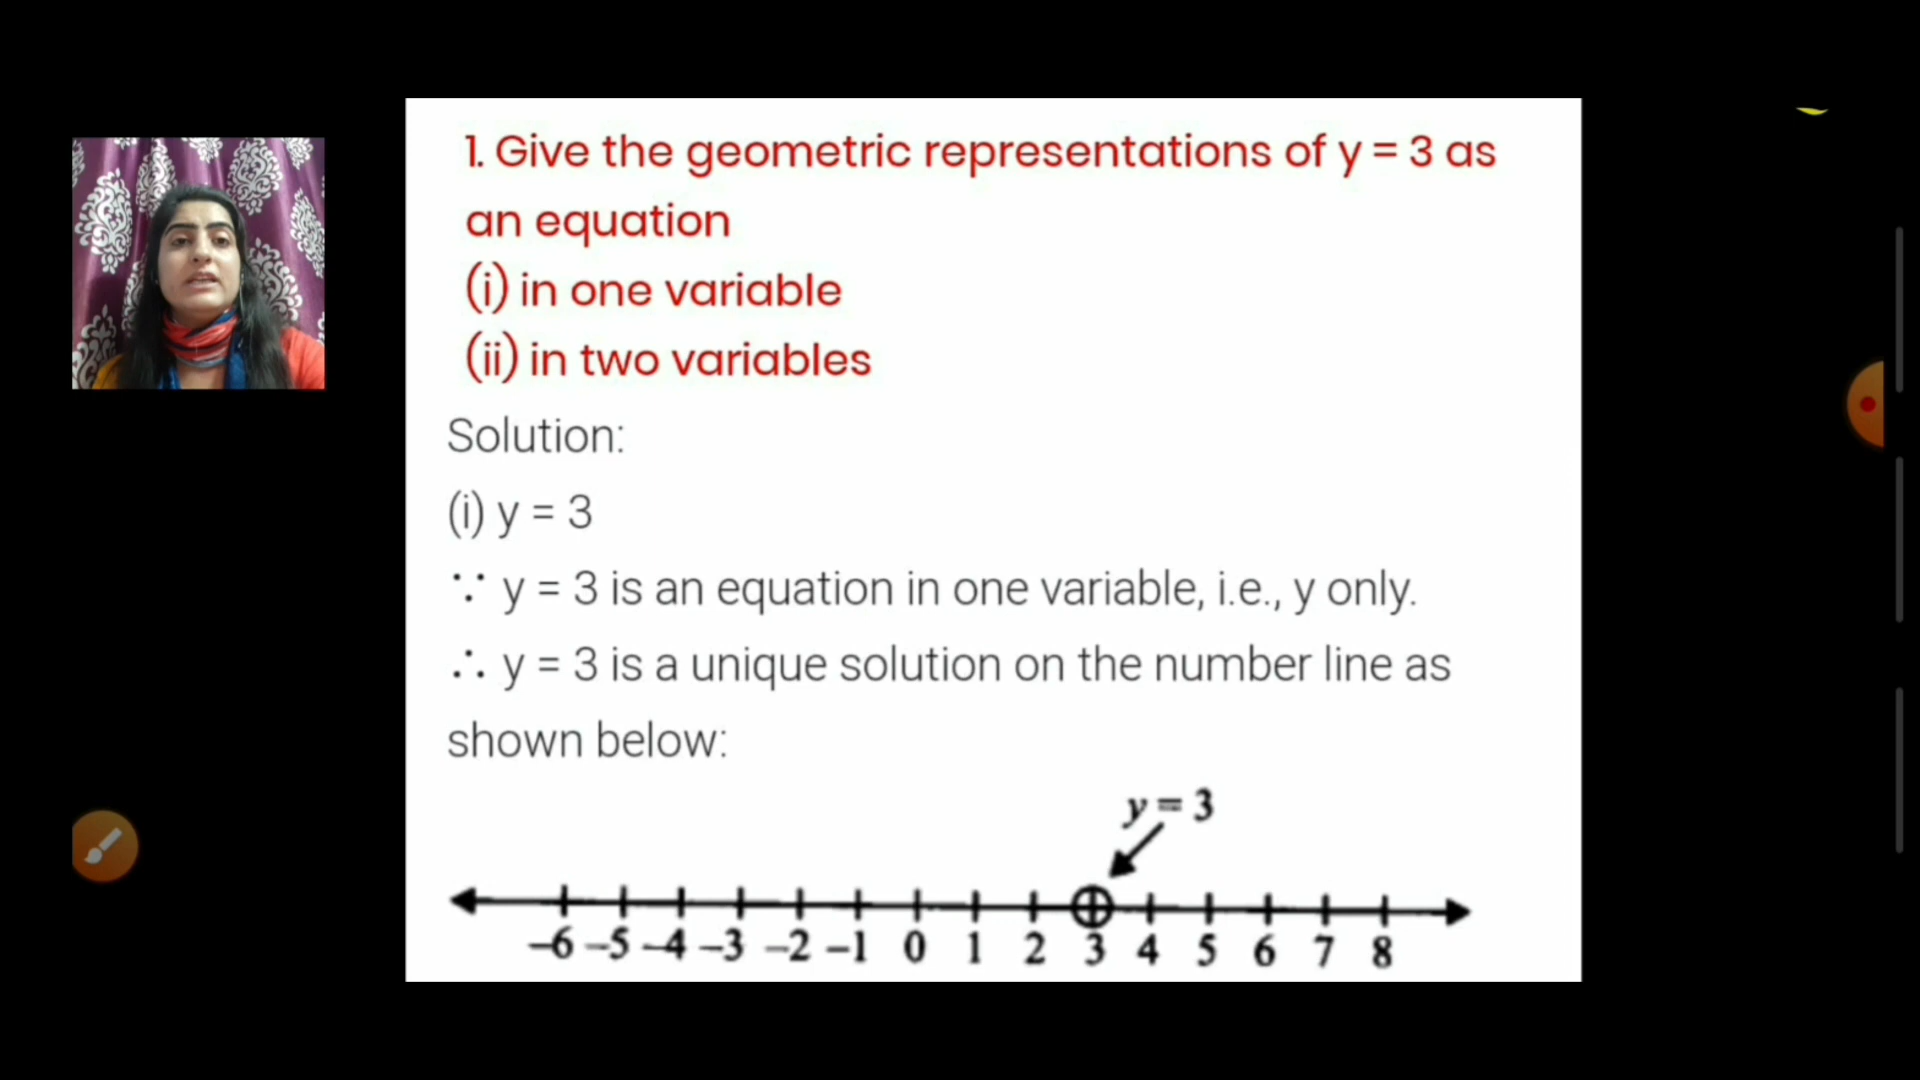 1. Give the geometric representations of y = 3 as
an equation
(i) in one variable
(ii) in two variables
Solution:
(i) y = 3
∵ y = 3 is an equation in one variable, i.e., y only.
∴ y = 3 is a unique solution on the number line as
shown below:
y = 3
–6 –5 –4 –3 –2 –1 0 1 2 3 4 5 6 7 8